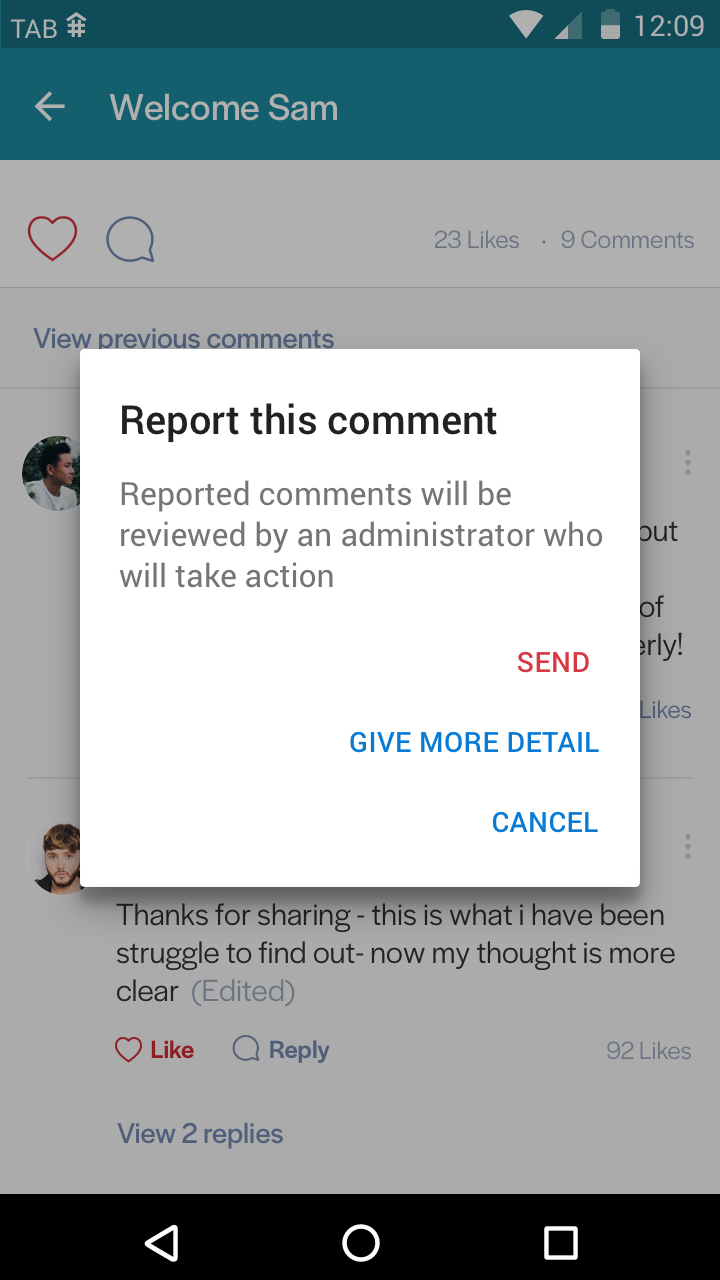 TAB 12:09
Welcome Sam
23 Likes · 9 Comments
View previous comments
Report this comment
Reported comments will be
reviewed by an administrator who
will take action
but
of
erly!
SEND
Likes
GIVE MORE DETAIL
CANCEL
Thanks for sharing - this is what i have been
struggle to find out- now my thought is more
clear (Edited)
Like Reply 92 Likes
View 2 replies